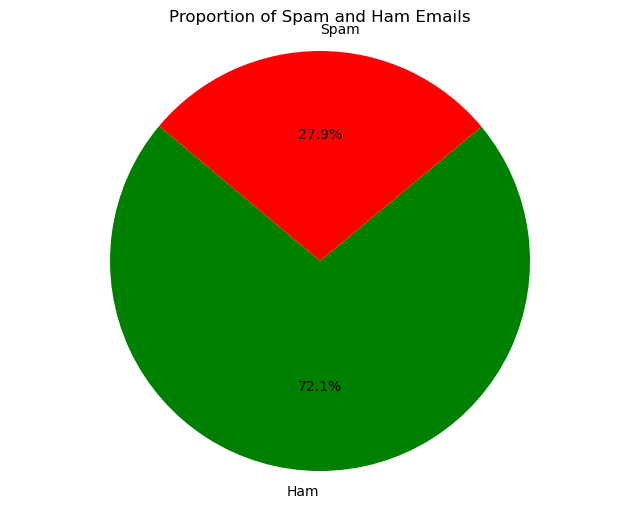 Proportion of Spam and Ham Emails
Spam
27.9%
72.1%
Ham